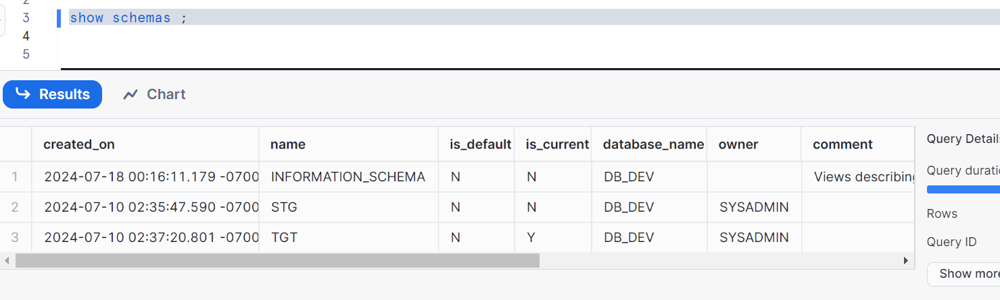 2
3 show schemas ;
4
5
Results Chart
created_on name is_default is_current database_name owner comment
1 2024-07-18 00:16:11.179 -0700 INFORMATION_SCHEMA N N DB_DEV Views describing
2 2024-07-10 02:35:47.590 -0700 STG N N DB_DEV SYSADMIN
3 2024-07-10 02:37:20.801 -0700 TGT N Y DB_DEV SYSADMIN
Query Details
Query durati
Rows
Query ID
Show more